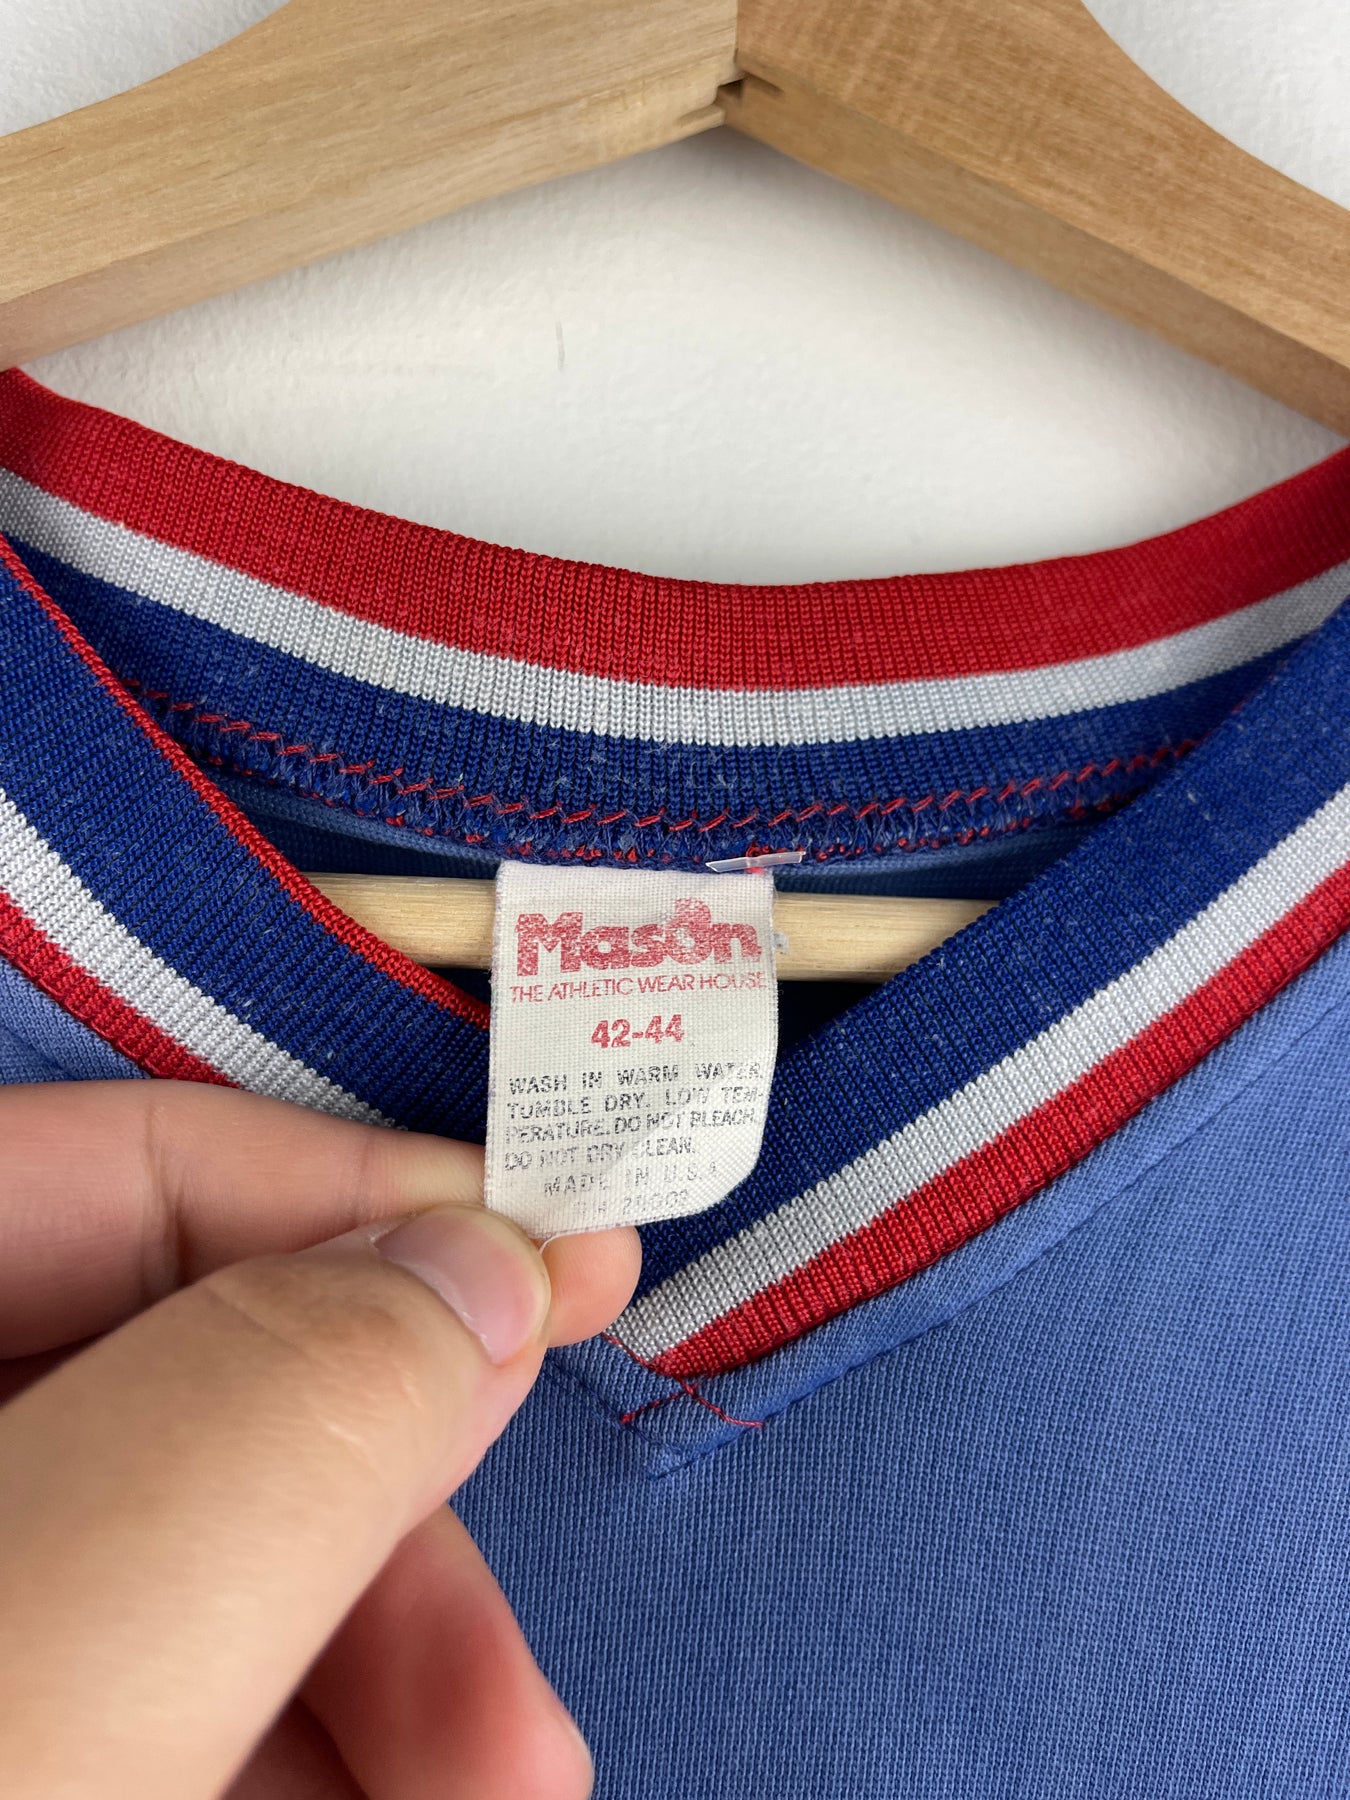 Mason
THE ATHLETIC WEAR HOUSE
42-44
WASH IN WARM WATER
TUMBLE DRY. LOW TEM-
PERATURE. DO NOT BLEACH.
DO NOT DRY CLEAN.
MADE IN U.S.A.